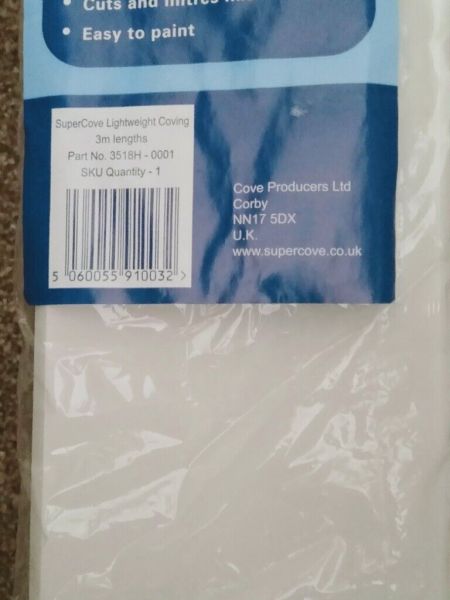 • Cuts and mitres
• Easy to paint
SuperCove Lightweight Coving
3m lengths
Part No. 3518H - 0001
SKU Quantity - 1
5 060055 910032 >
Cove Producers Ltd
Corby
NN17 5DX
U.K.
www.supercove.co.uk